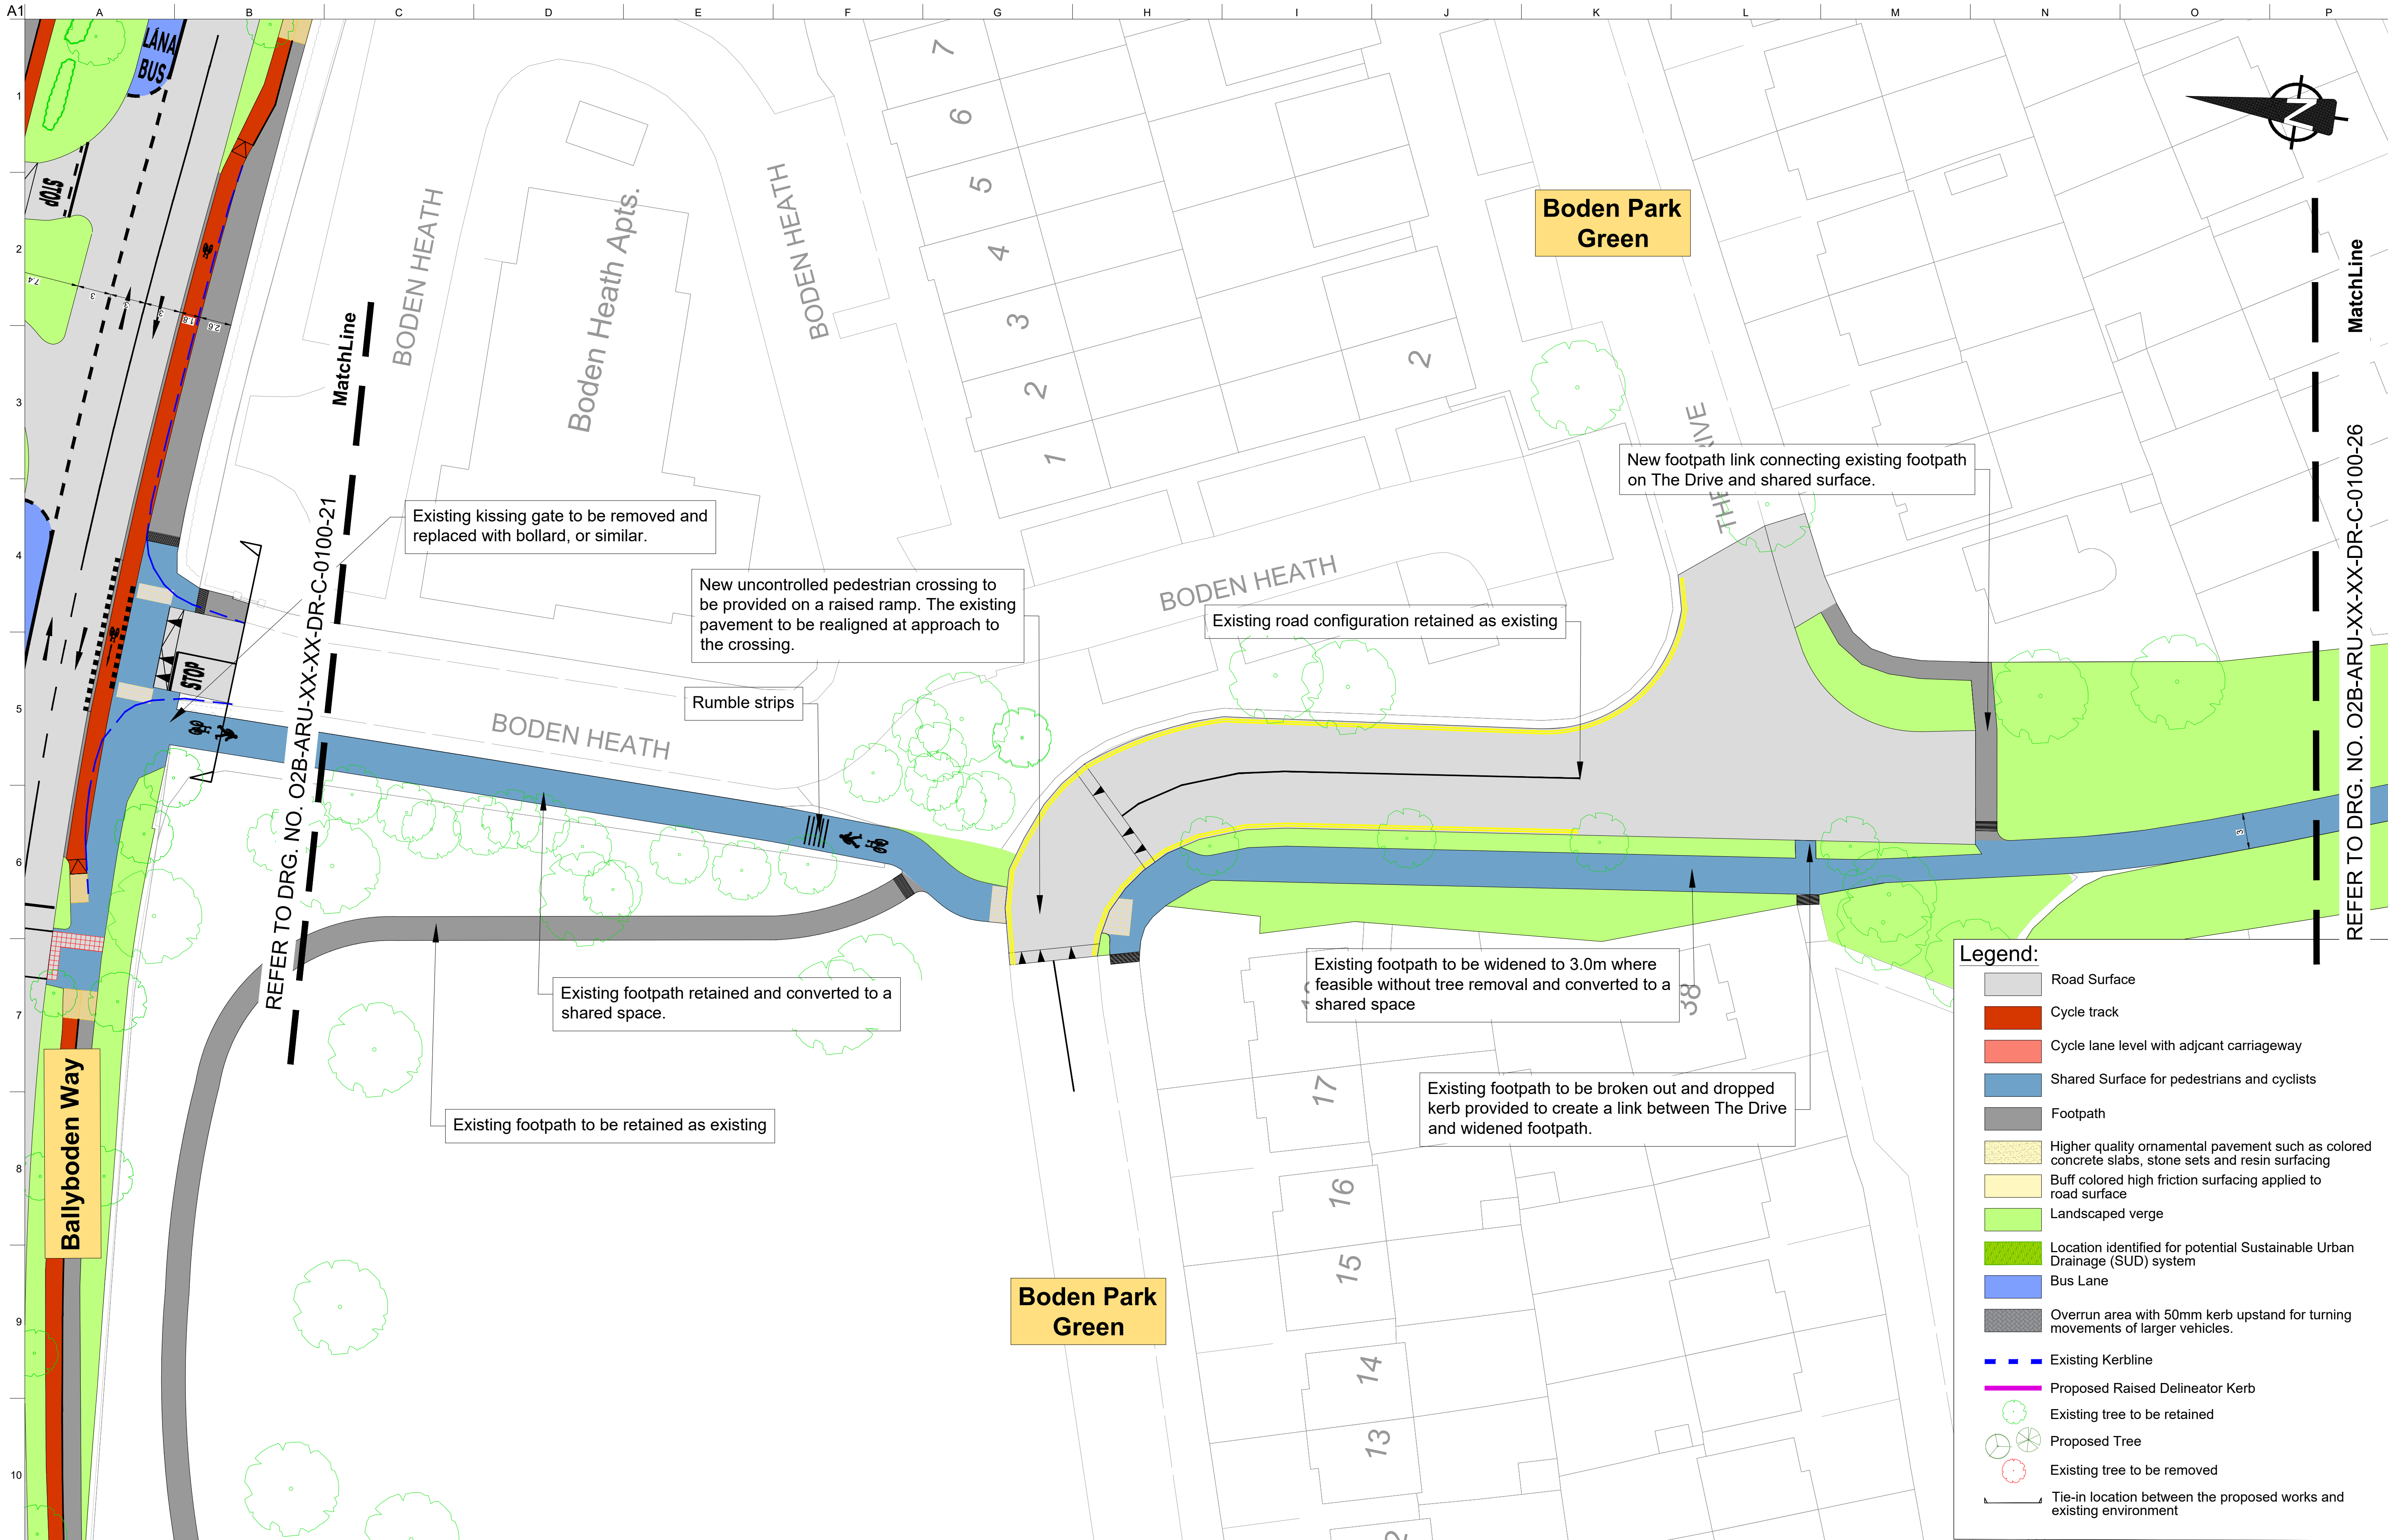 A1
A
B
C
D
E
F
G
H
I
J
K
L
M
N
O
P
1
2
3
4
5
6
7
8
9
10
LÁNA
BUS
STOP
7.4
3
3
3
1.8
2.6
BODEN HEATH
Boden Heath Apts.
BODEN HEATH
7
6
5
4
3
2
1
2
Boden Park
Green
N
MatchLine
REFER TO DRG. NO. O2B-ARU-XX-XX-DR-C-0100-21
MatchLine
REFER TO DRG. NO. O2B-ARU-XX-XX-DR-C-0100-26
Existing kissing gate to be removed and
replaced with bollard, or similar.
New uncontrolled pedestrian crossing to
be provided on a raised ramp. The existing
pavement to be realigned at approach to
the crossing.
Rumble strips
BODEN HEATH
BODEN HEATH
Existing road configuration retained as existing
New footpath link connecting existing footpath
on The Drive and shared surface.
STOP
3
Existing footpath retained and converted to a
shared space.
Existing footpath to be retained as existing
Existing footpath to be widened to 3.0m where
feasible without tree removal and converted to a
shared space
38
Existing footpath to be broken out and dropped
kerb provided to create a link between The Drive
and widened footpath.
17
16
15
14
13
Ballyboden Way
Boden Park
Green
Legend:
Road Surface
Cycle track
Cycle lane level with adjcant carriageway
Shared Surface for pedestrians and cyclists
Footpath
Higher quality ornamental pavement such as colored
concrete slabs, stone sets and resin surfacing
Buff colored high friction surfacing applied to
road surface
Landscaped verge
Location identified for potential Sustainable Urban
Drainage (SUD) system
Bus Lane
Overrun area with 50mm kerb upstand for turning
movements of larger vehicles.
Existing Kerbline
Proposed Raised Delineator Kerb
Existing tree to be retained
Proposed Tree
Existing tree to be removed
Tie-in location between the proposed works and
existing environment